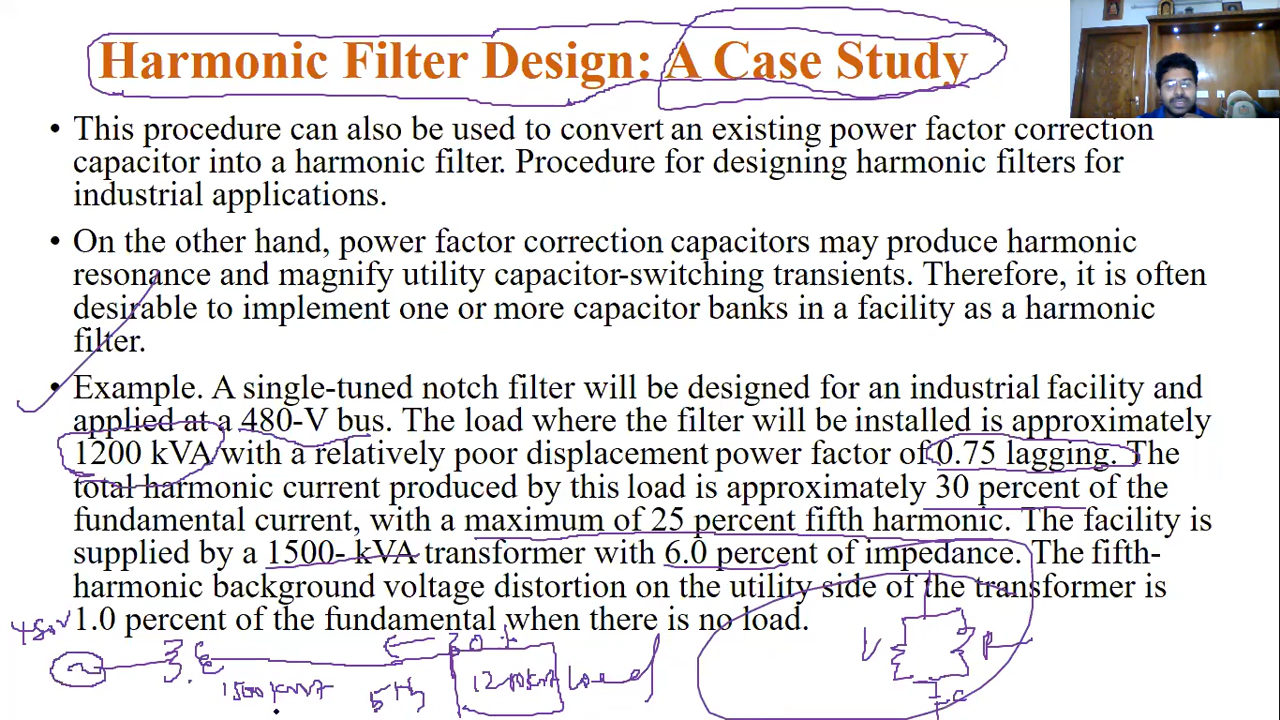 Harmonic Filter Design: A Case Study
• This procedure can also be used to convert an existing power factor correction
capacitor into a harmonic filter. Procedure for designing harmonic filters for
industrial applications.
• On the other hand, power factor correction capacitors may produce harmonic
resonance and magnify utility capacitor-switching transients. Therefore, it is often
desirable to implement one or more capacitor banks in a facility as a harmonic
filter.
• Example. A single-tuned notch filter will be designed for an industrial facility and
applied at a 480-V bus. The load where the filter will be installed is approximately
1200 kVA with a relatively poor displacement power factor of 0.75 lagging. The
total harmonic current produced by this load is approximately 30 percent of the
fundamental current, with a maximum of 25 percent fifth harmonic. The facility is
supplied by a 1500- kVA transformer with 6.0 percent of impedance. The fifth-
harmonic background voltage distortion on the utility side of the transformer is
1.0 percent of the fundamental when there is no load.
480V
1200 kVA load
1500 kVA
5th